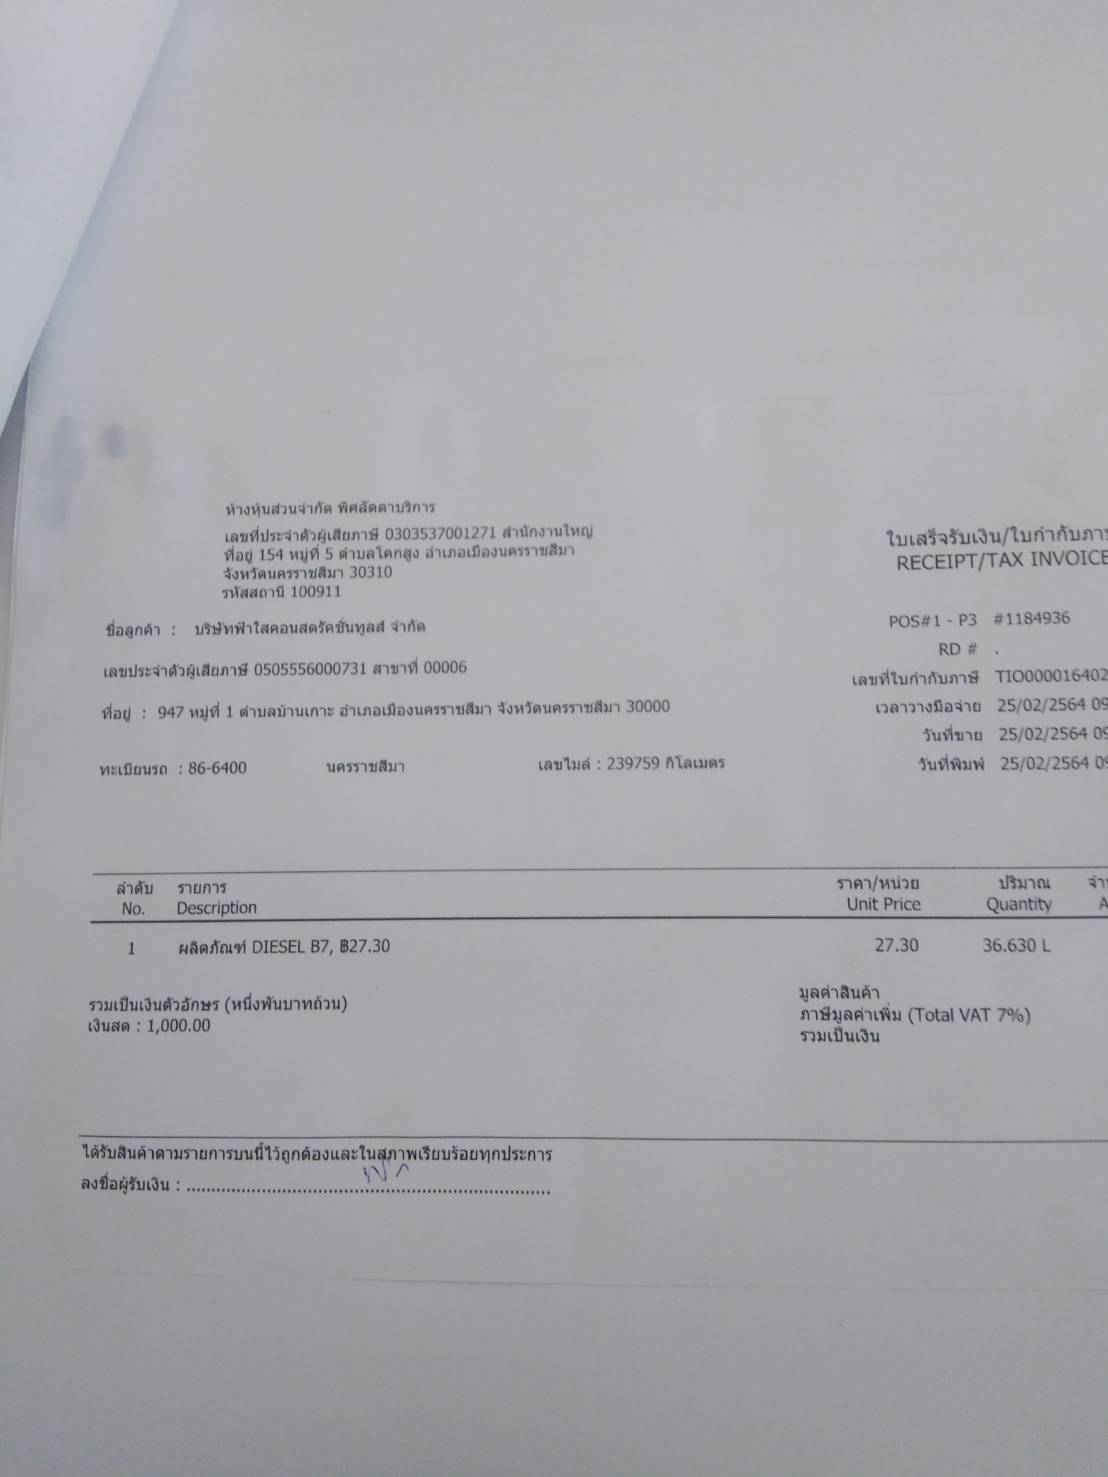 ห้างหุ้นส่วนจำกัด พิศลัดดาบริการ
เลขที่ประจำตัวผู้เสียภาษี 0303537001271 สำนักงานใหญ่
ที่อยู่ 154 หมู่ที่ 5 ตำบลโคกสูง อำเภอเมืองนครราชสีมา
จังหวัดนครราชสีมา 30310
รหัสสถานี 100911
ใบเสร็จรับเงิน/ใบกำกับภาษ
RECEIPT/TAX INVOICE
ชื่อลูกค้า : บริษัทฟ้าใสคอนสตรัคชั่นทูลส์ จำกัด
เลขประจำตัวผู้เสียภาษี 0505556000731 สาขาที่ 00006
ที่อยู่ : 947 หมู่ที่ 1 ตำบลบ้านเกาะ อำเภอเมืองนครราชสีมา จังหวัดนครราชสีมา 30000
ทะเบียนรถ : 86-6400 นครราชสีมา เลขไมล์ : 239759 กิโลเมตร
POS#1 - P3 #1184936
RD # .
เลขที่ใบกำกับภาษี TIO000016402
เวลาวางมือจ่าย 25/02/2564 09
วันที่ขาย 25/02/2564 09
วันที่พิมพ์ 25/02/2564 09
ลำดับ รายการ ราคา/หน่วย ปริมาณ
No. Description Unit Price Quantity A
1 ผลิตภัณฑ์ DIESEL B7, ฿27.30 27.30 36.630 L
รวมเป็นเงินตัวอักษร (หนึ่งพันบาทถ้วน)
เงินสด : 1,000.00
มูลค่าสินค้า
ภาษีมูลค่าเพิ่ม (Total VAT 7%)
รวมเป็นเงิน
ได้รับสินค้าตามรายการบนนี้ไว้ถูกต้องและในสภาพเรียบร้อยทุกประการ
ลงชื่อผู้รับเงิน : ........................................................................